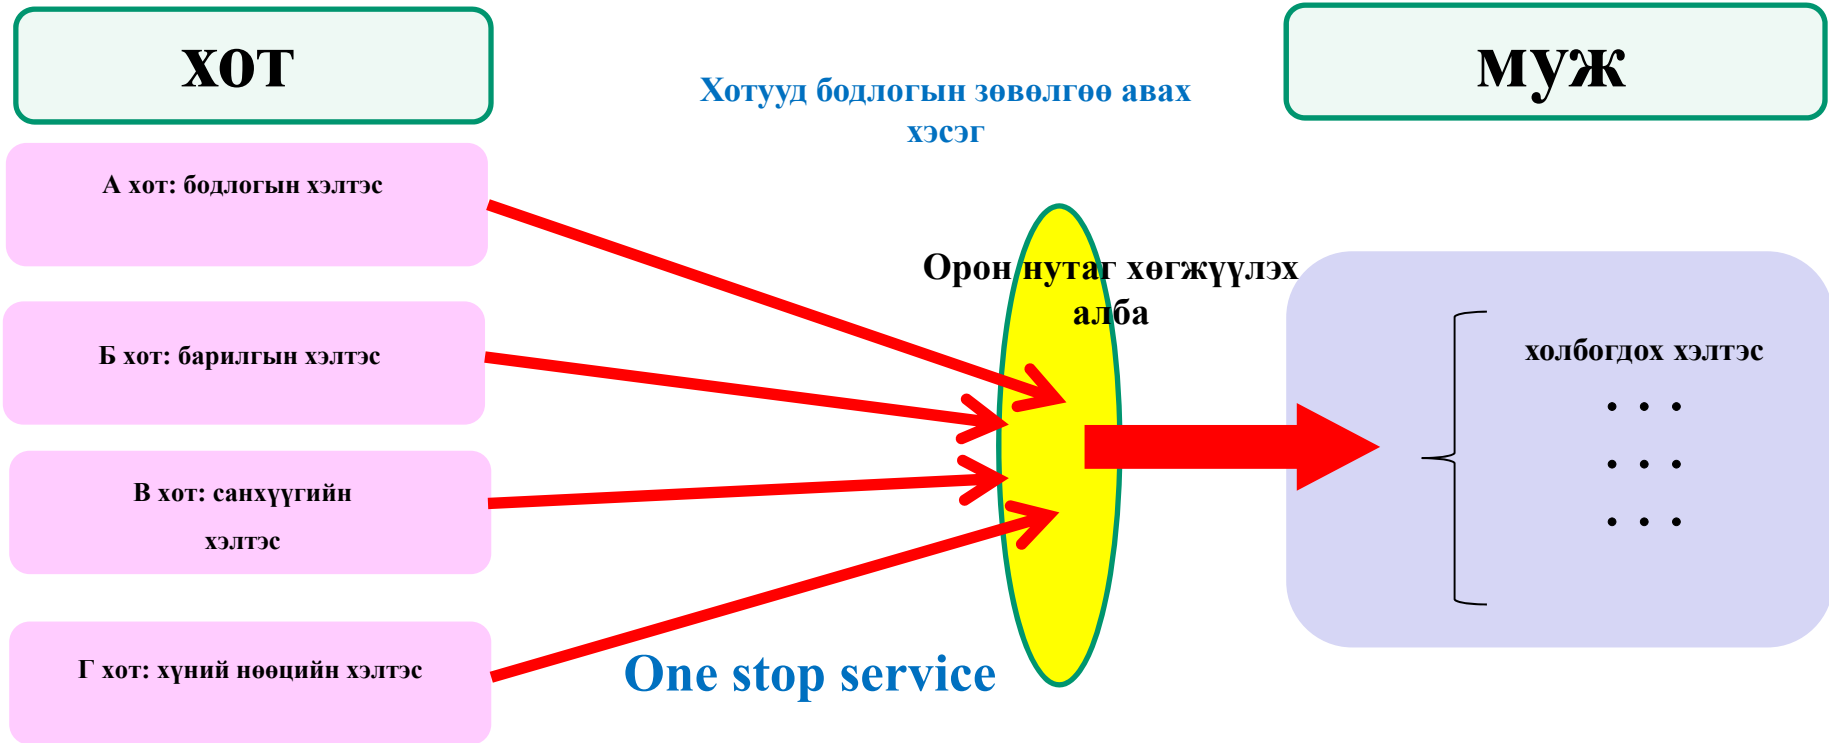 хот
муж
Хотууд бодлогын зөвөлгөө авах
хэсэг
А хот: бодлогын хэлтэс
Орон нутаг хөгжүүлэх
алба
Б хот: барилгын хэлтэс
холбогдох хэлтэс
・・・
・・・
・・・
В хот: санхүүгийн
хэлтэс
Г хот: хүний нөөцийн хэлтэс
One stop service